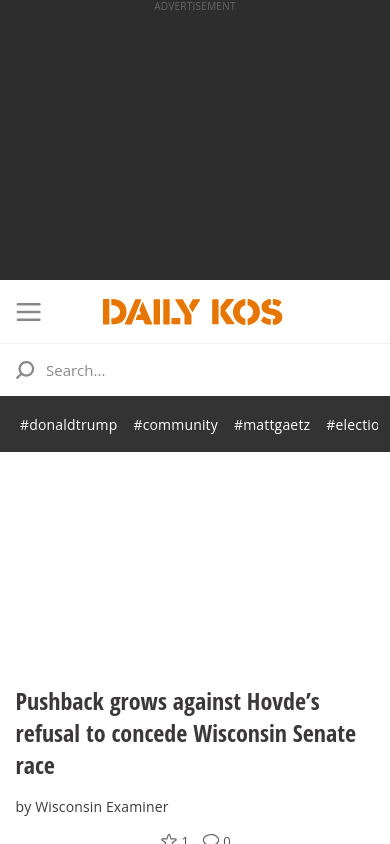 ADVERTISEMENT
DAILY KOS
Search...
#donaldtrump #community #mattgaetz #electio
Pushback grows against Hovde's
refusal to concede Wisconsin Senate
race
by Wisconsin Examiner
1 0